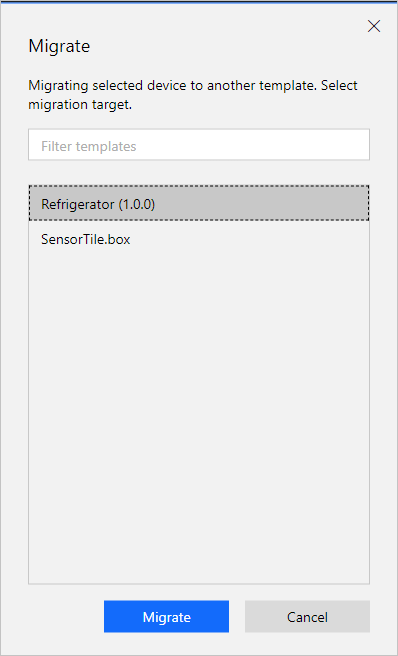 Migrate
Migrating selected device to another template. Select
migration target.
Filter templates
Refrigerator (1.0.0)
SensorTile.box
Migrate
Cancel